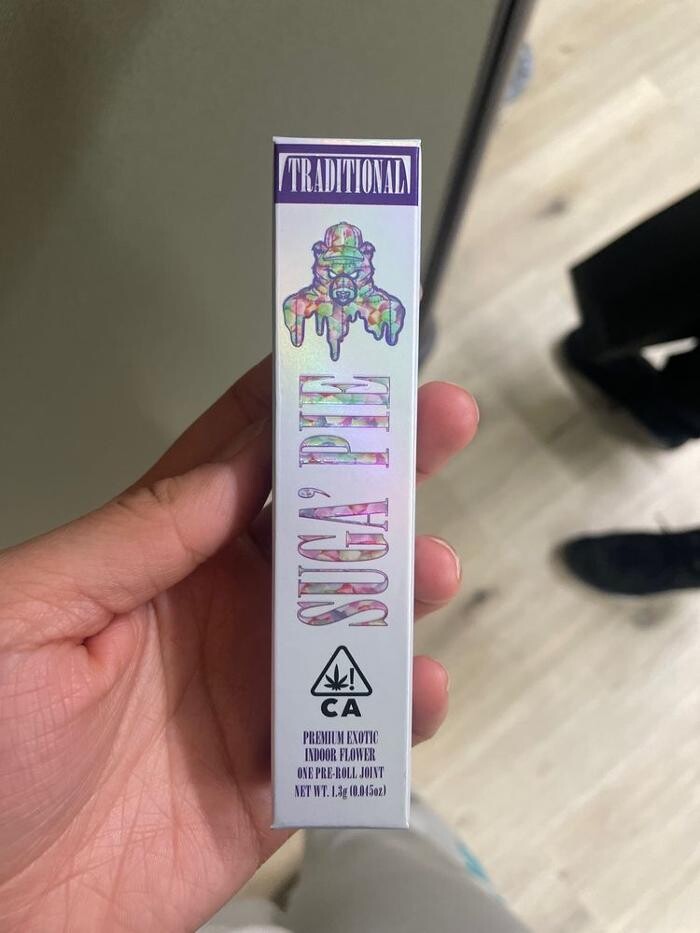 TRADITIONAL
SUGA' PIE
!
CA
PREMIUM EXOTIC
INDOOR FLOWER
ONE PRE-ROLL JOINT
NET WT. 1.3g (0.045oz)